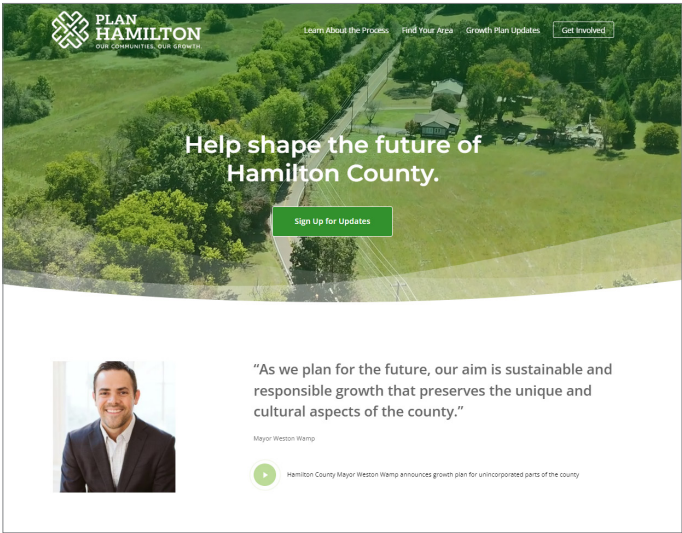 PLAN
HAMILTON
OUR COMMUNITIES. OUR GROWTH.
Learn About the Process
Find Your Area
Growth Plan Updates
Get Involved
Help shape the future of
Hamilton County.
Sign Up for Updates
“As we plan for the future, our aim is sustainable and
responsible growth that preserves the unique and
cultural aspects of the county.”
Mayor Weston Wamp
Hamilton County Mayor Weston Wamp announces growth plan for unincorporated parts of the county